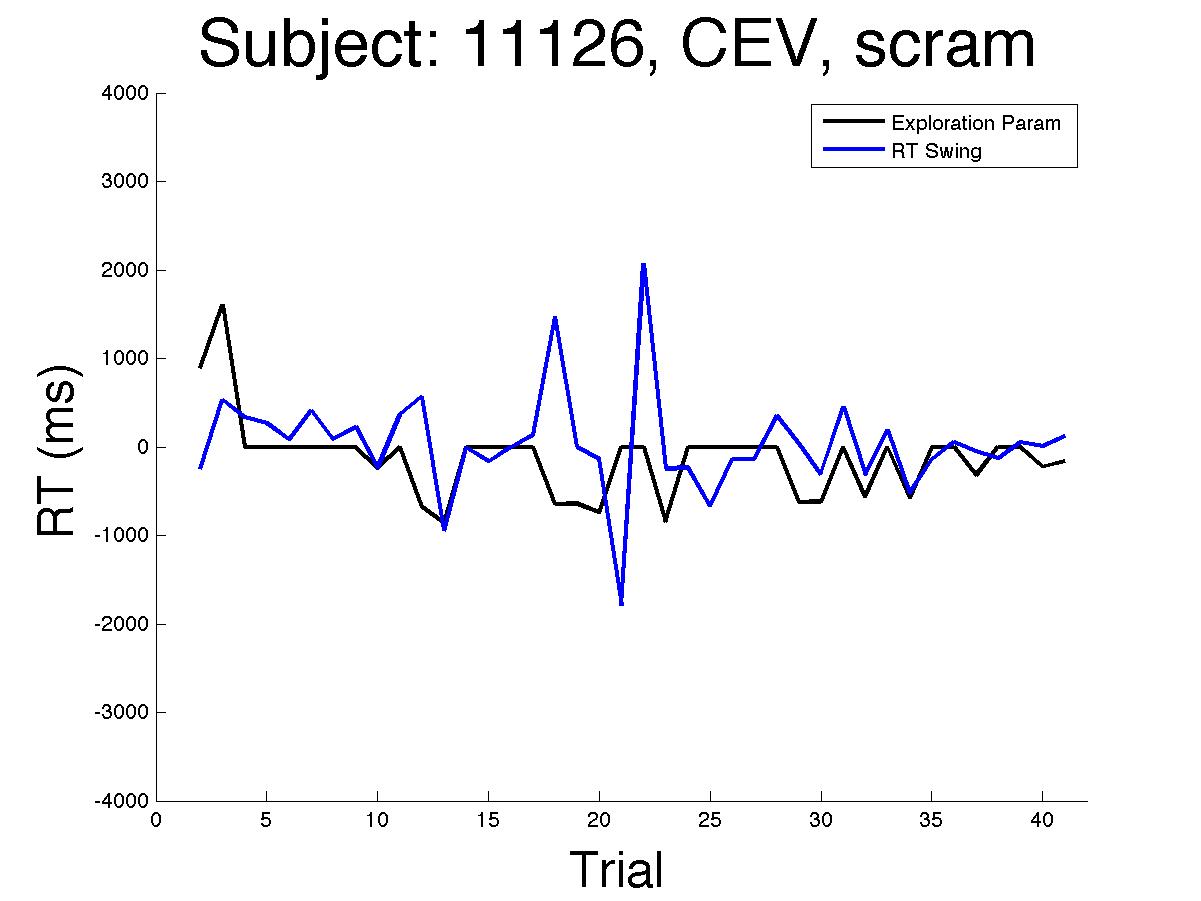 Subject: 11126, CEV, scram
Exploration Param
RT Swing
4000
3000
2000
1000
0
-1000
-2000
-3000
-4000
RT (ms)
0 5 10 15 20 25 30 35 40
Trial